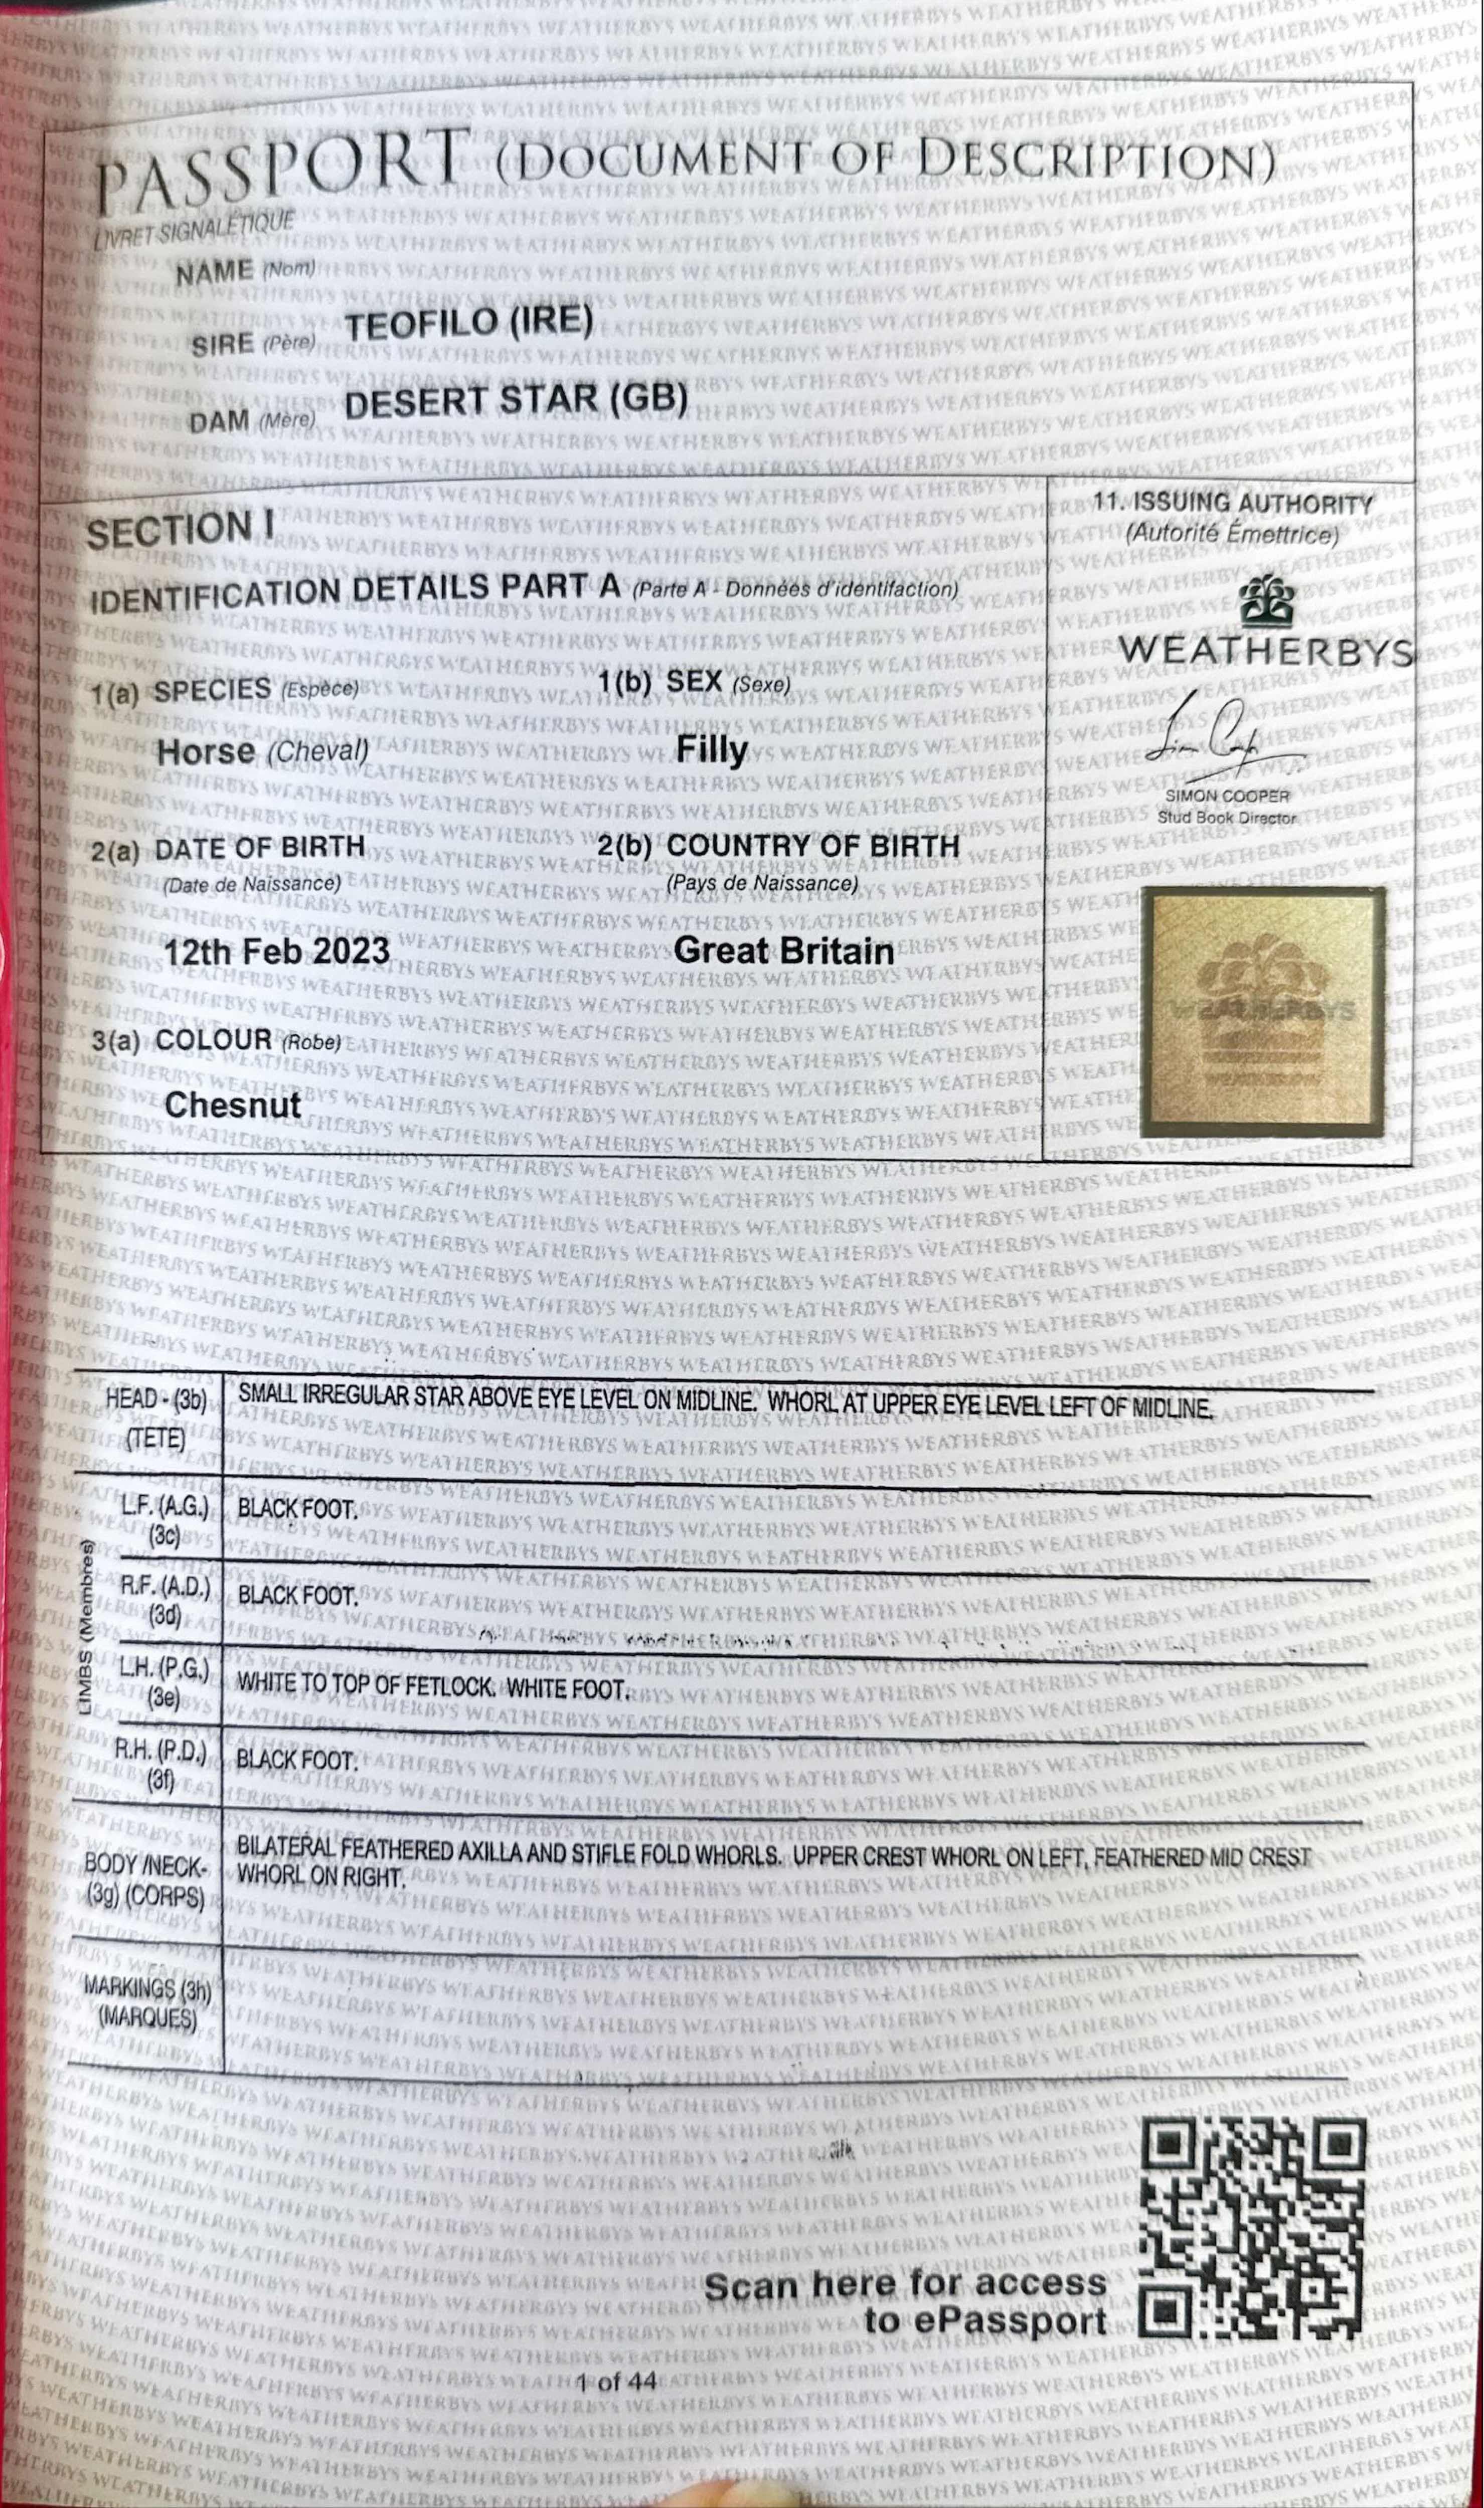 PASSPORT (DOCUMENT OF DESCRIPTION)
LIVRET SIGNALÉTIQUE
NAME (Nom)
SIRE (Père) TEOFILO (IRE)
DAM (Mère) DESERT STAR (GB)
SECTION I
IDENTIFICATION DETAILS PART A (Parte A - Données d'identifaction)
1(a) SPECIES (Espèce)
1(b) SEX (Sexe)
Horse (Cheval)
Filly
2(a) DATE OF BIRTH
(Date de Naissance)
2(b) COUNTRY OF BIRTH
(Pays de Naissance)
12th Feb 2023
Great Britain
3(a) COLOUR (Robe)
Chesnut
11. ISSUING AUTHORITY
(Autorité Émettrice)
WEATHERBYS
SIMON COOPER
Stud Book Director
WEATHERBYS
HEAD - (3b)
(TETE)
SMALL IRREGULAR STAR ABOVE EYE LEVEL ON MIDLINE. WHORL AT UPPER EYE LEVEL LEFT OF MIDLINE.
LIMBS (Membres)
L.F. (A.G.)
(3c)
BLACK FOOT.
R.F. (A.D.)
(3d)
BLACK FOOT.
L.H. (P.G.)
(3e)
WHITE TO TOP OF FETLOCK. WHITE FOOT.
R.H. (P.D.)
(3f)
BLACK FOOT.
BODY /NECK-
(3g) (CORPS)
BILATERAL FEATHERED AXILLA AND STIFLE FOLD WHORLS. UPPER CREST WHORL ON LEFT, FEATHERED MID CREST
WHORL ON RIGHT.
MARKINGS (3h)
(MARQUES)
Scan here for access
to ePassport
1 of 44